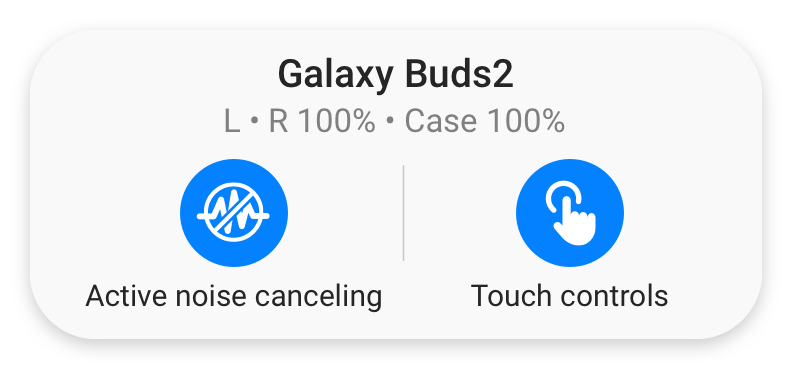 Galaxy Buds2
L • R 100% • Case 100%
Active noise canceling
Touch controls